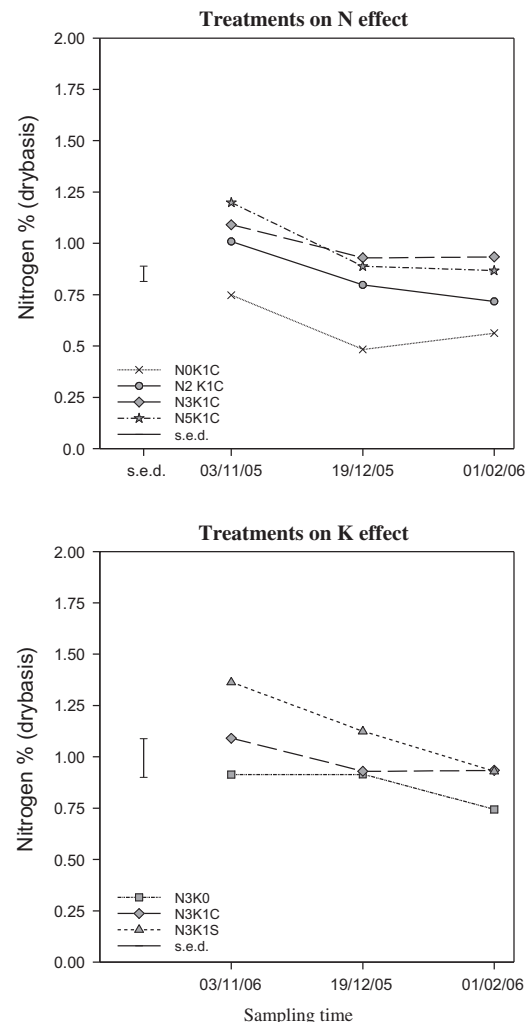 Treatments on N effect
2.00
1.75
1.50
1.25
1.00
0.75
0.5
0.25
0.0
Nitrogen % (drybasis)
N0K1C
N2 K1C
N3K1C
N5K1C
s.e.d.
s.e.d. 03/11/05 19/12/05 01/02/06
Treatments on K effect
2.00
1.75
1.50
1.25
1.00
0.75
0.50
0.25
0.00
Nitrogen % (drybasis)
N3K0
N3K1C
N3K1S
s.e.d.
03/11/06 19/12/05 01/02/06
Sampling time